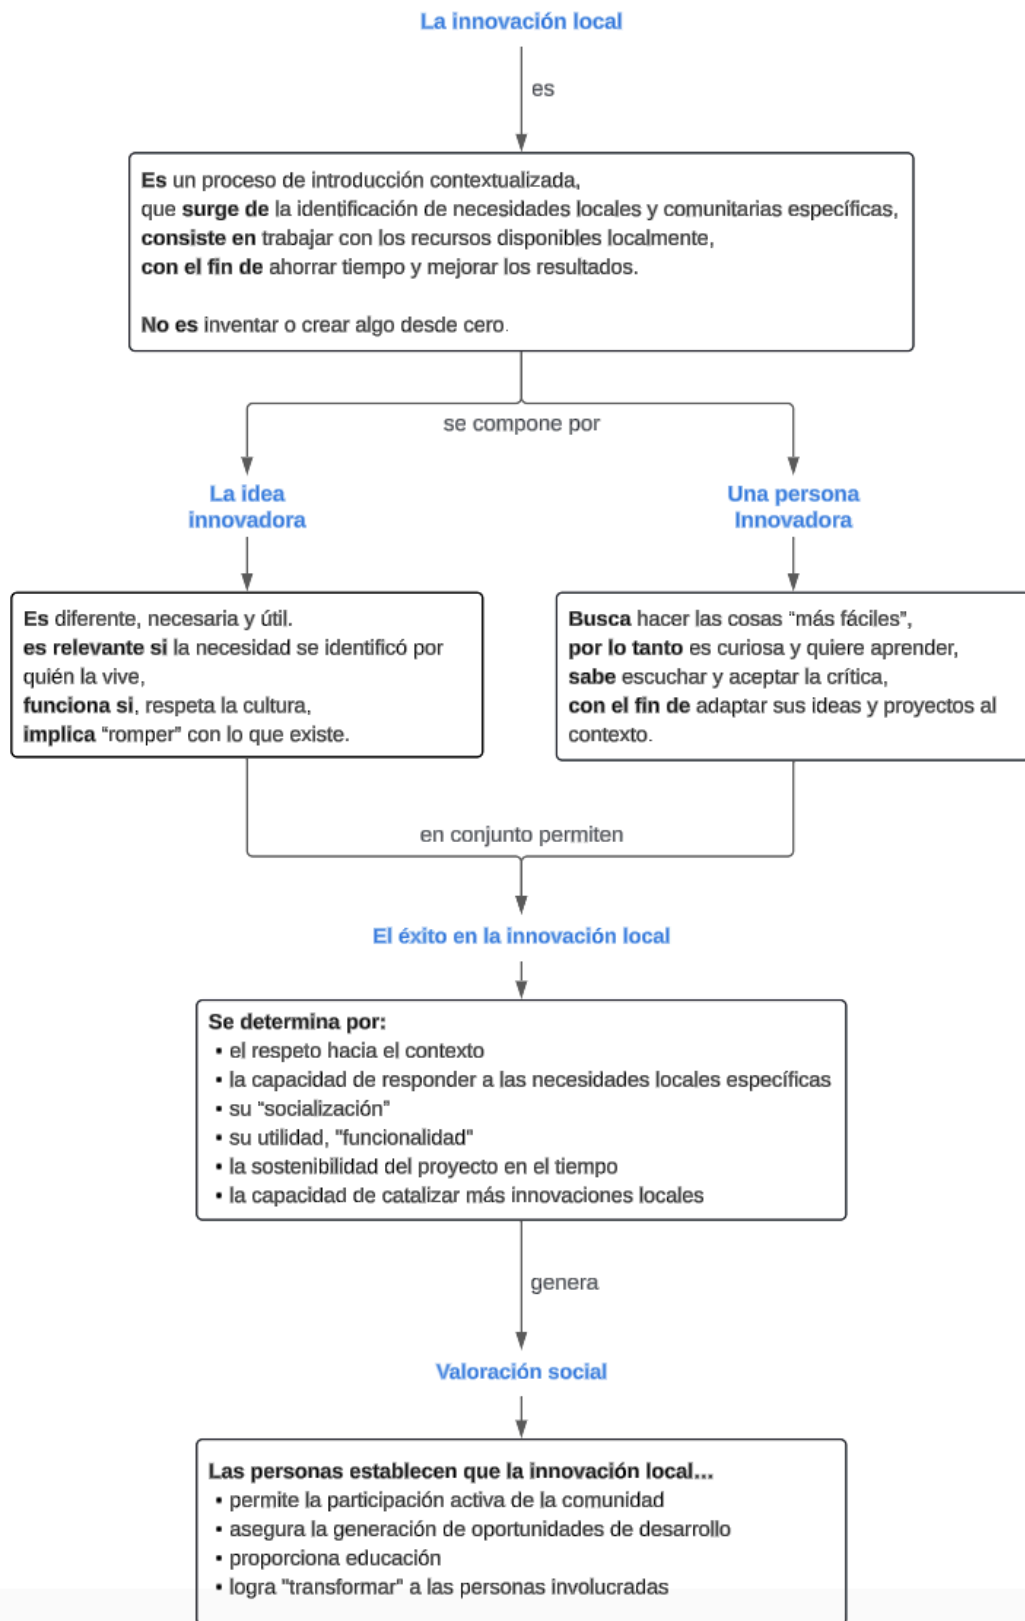 La innovación local
es
Es un proceso de introducción contextualizada,
que surge de la identificación de necesidades locales y comunitarias específicas,
consiste en trabajar con los recursos disponibles localmente,
con el fin de ahorrar tiempo y mejorar los resultados.
No es inventar o crear algo desde cero.
se compone por
La idea
innovadora
Es diferente, necesaria y útil.
es relevante si la necesidad se identificó por
quién la vive,
funciona si, respeta la cultura,
implica “romper” con lo que existe.
Una persona
Innovadora
Busca hacer las cosas “más fáciles”,
por lo tanto es curiosa y quiere aprender,
sabe escuchar y aceptar la crítica,
con el fin de adaptar sus ideas y proyectos al
contexto.
en conjunto permiten
El éxito en la innovación local
Se determina por:
• el respeto hacia el contexto
• la capacidad de responder a las necesidades locales específicas
• su “socialización”
• su utilidad, "funcionalidad"
• la sostenibilidad del proyecto en el tiempo
• la capacidad de catalizar más innovaciones locales
genera
Valoración social
Las personas establecen que la innovación local...
• permite la participación activa de la comunidad
• asegura la generación de oportunidades de desarrollo
• proporciona educación
• logra "transformar" a las personas involucradas